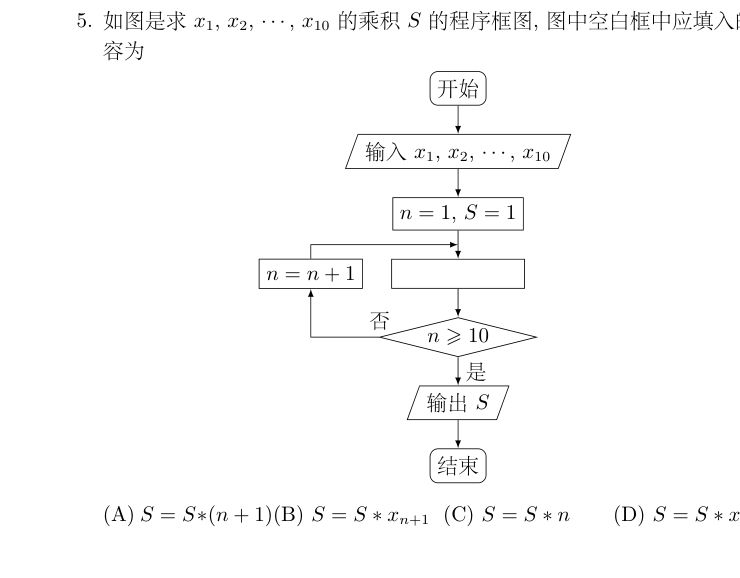 5. 如图是求 x₁, x₂, ⋯, x₁₀ 的乘积 S 的程序框图, 图中空白框中应填入
容为
开始
输入 x₁, x₂, ⋯, x₁₀
n = 1, S = 1
n = n + 1
否
n ⩾ 10
是
输出 S
结束
(A) S = S*(n + 1)(B) S = S * xₙ₊₁ (C) S = S * n (D) S = S * x